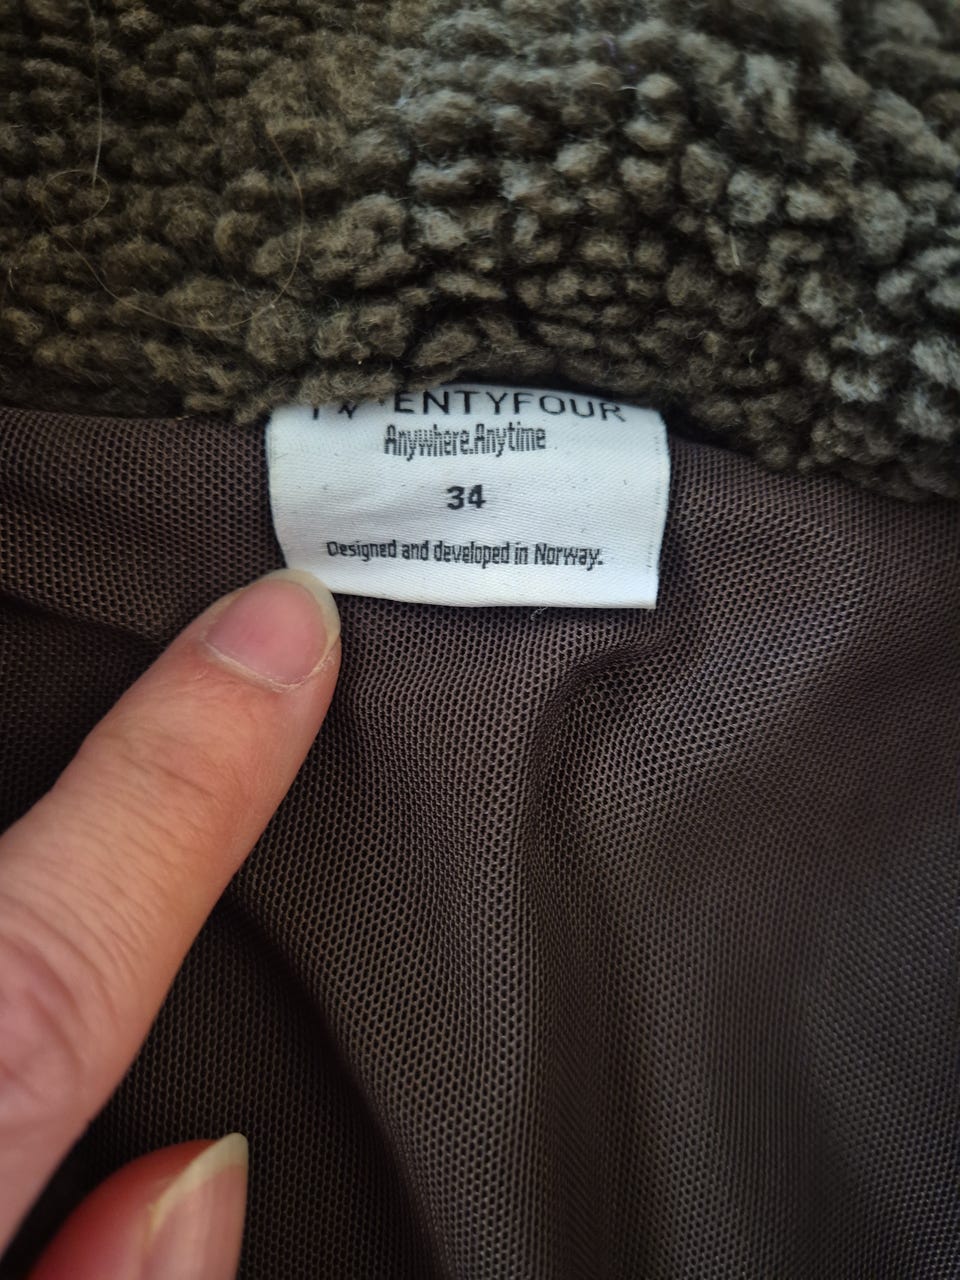 TWENTYFOUR
Anywhere.Anytime
34
Designed and developed in Norway.